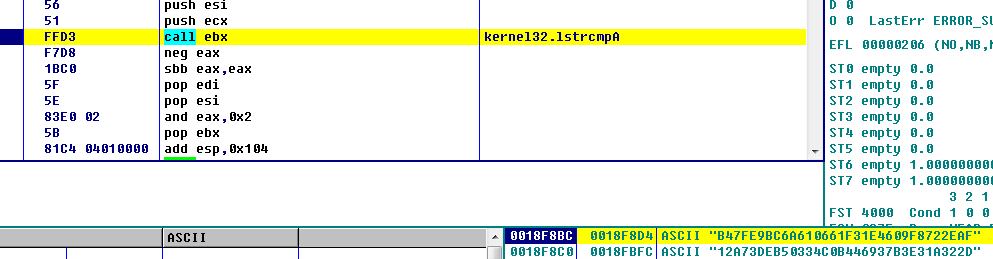 56 push esi
51 push ecx
FFD3 call ebx kernel32.lstrcmpA
F7D8 neg eax
1BC0 sbb eax,eax
5F pop edi
5E pop esi
83E0 02 and eax,0x2
5B pop ebx
81C4 04010000 add esp,0x104
D 0
O 0 LastErr ERROR_SU
EFL 00000206 (NO,NB,
ST0 empty 0.0
ST1 empty 0.0
ST2 empty 0.0
ST3 empty 0.0
ST4 empty 0.0
ST5 empty 0.0
ST6 empty 1.000000000
ST7 empty 1.000000000
3 2 1
FST 4000 Cond 1 0 0
ASCII
0018F8BC 0018F8D4 ASCII "B47FE9BC6A610661F31E4609F8722EAF"
0018F8C0 0018FBFC ASCII "12A73DEB50334C0B446937B3E31A322D"